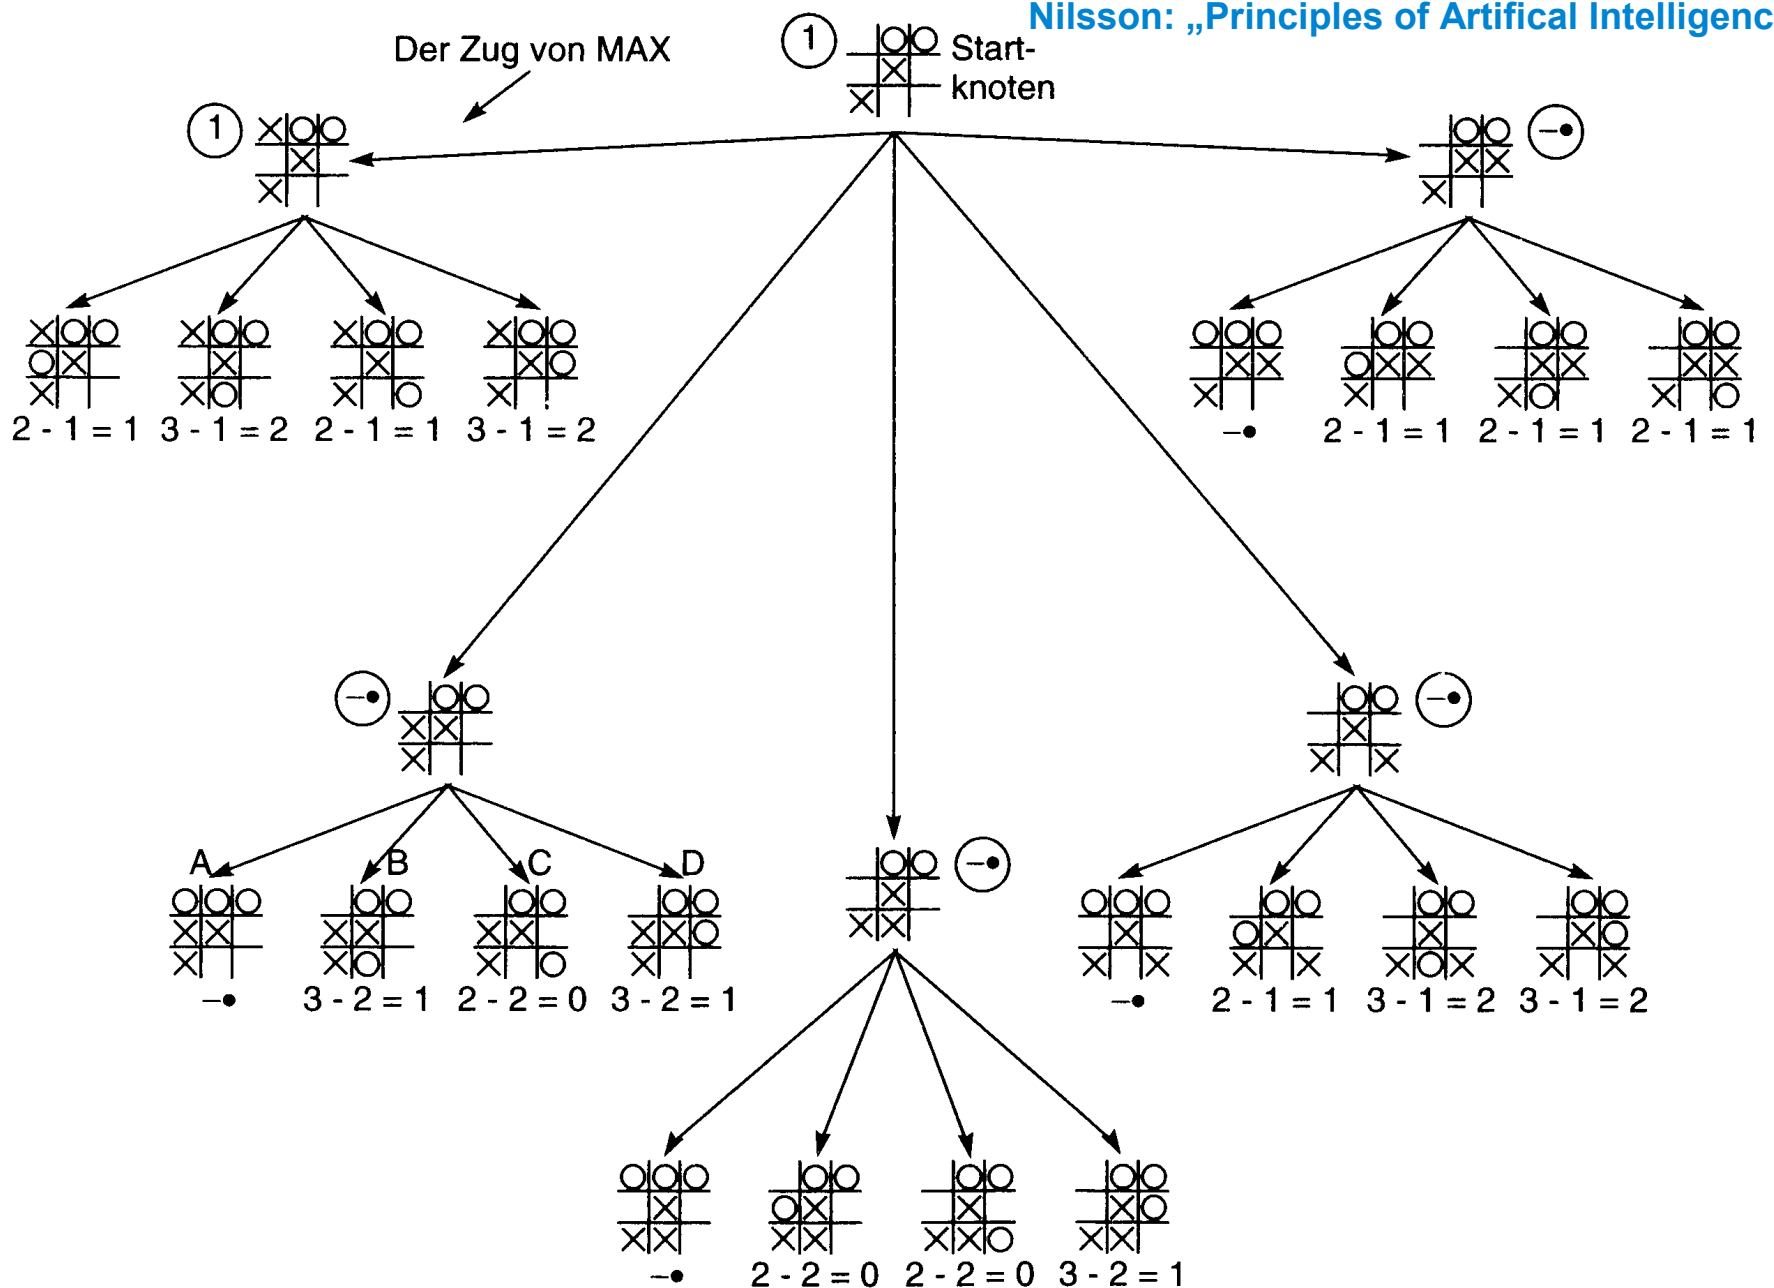 Nilsson: „Principles of Artifical Intelligenc
Der Zug von MAX
1
Start-
knoten
1
–•
2 - 1 = 1 3 - 1 = 2 2 - 1 = 1 3 - 1 = 2
–• 2 - 1 = 1 2 - 1 = 1 2 - 1 = 1
–•
–•
–•
A B C D
–• 3 - 2 = 1 2 - 2 = 0 3 - 2 = 1
–• 2 - 1 = 1 3 - 1 = 2 3 - 1 = 2
–• 2 - 2 = 0 2 - 2 = 0 3 - 2 = 1